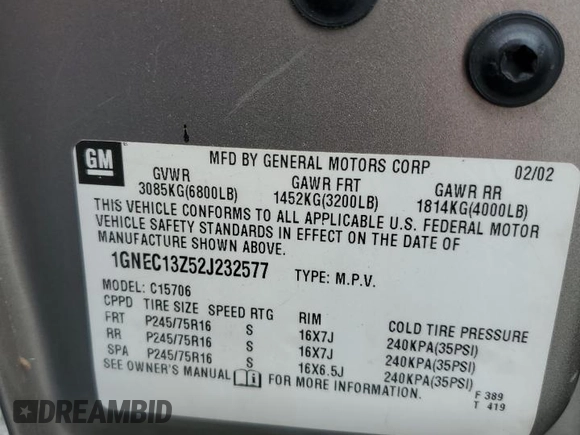 GM
MFD BY GENERAL MOTORS CORP 02/02
GVWR GAWR FRT GAWR RR
3085KG(6800LB) 1452KG(3200LB) 1814KG(4000LB)
THIS VEHICLE CONFORMS TO ALL APPLICABLE U.S. FEDERAL MOTOR
VEHICLE SAFETY STANDARDS IN EFFECT ON THE DATE OF
MANUFACTURE SHOWN ABOVE.
1GNEC13Z52J232577 TYPE: M.P.V.
MODEL: C15706
CPPD TIRE SIZE SPEED RTG RIM COLD TIRE PRESSURE
FRT P245/75R16 S 16X7J 240KPA(35PSI)
RR P245/75R16 S 16X7J 240KPA(35PSI)
SPA P245/75R16 S 16X6.5J 240KPA(35PSI)
SEE OWNER'S MANUAL FOR MORE INFORMATION.
F 389
T 419
DREAMBID